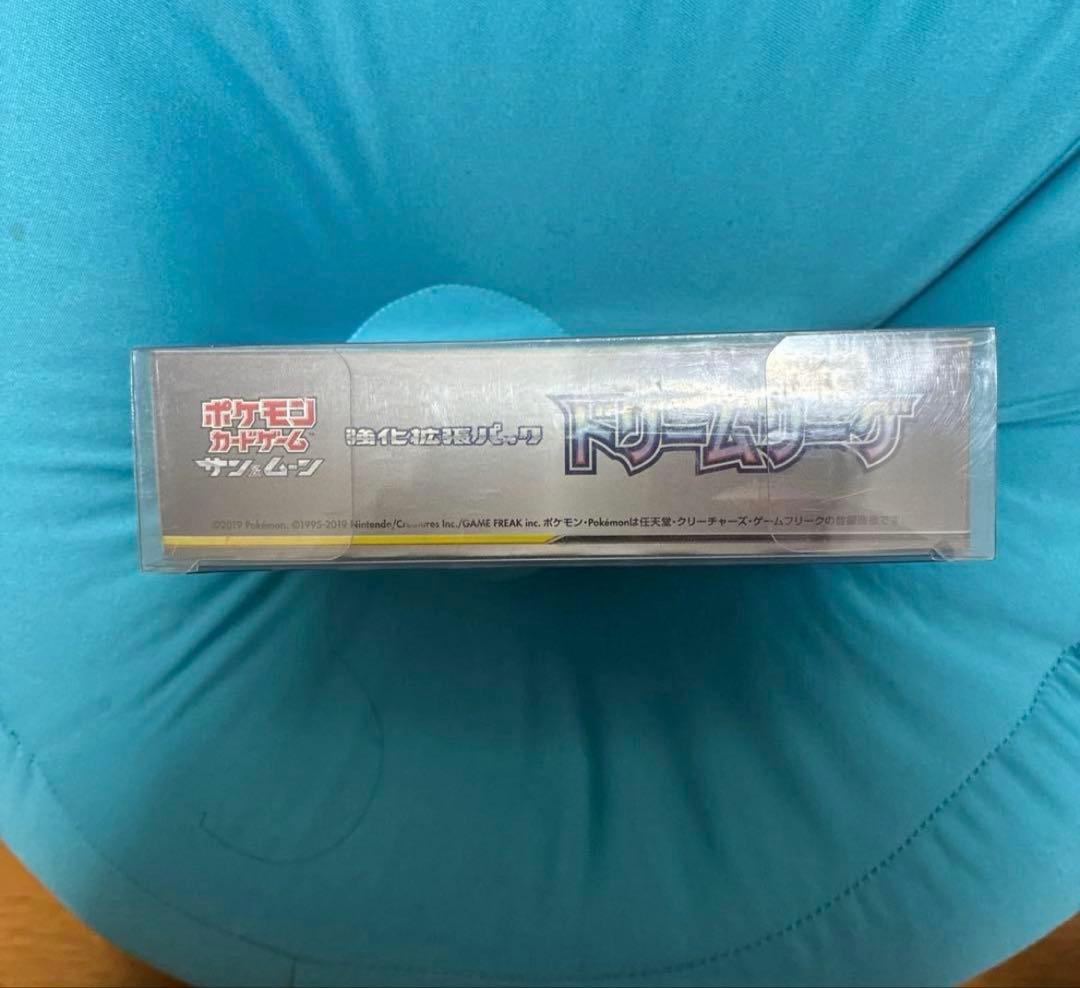 ポケモン
カードゲーム™
サン&ムーン
強化拡張パック
ドリームリーグ
©2019 Pokémon. ©1995-2019 Nintendo/Creatures Inc./GAME FREAK inc. ポケモン・Pokémonは任天堂・クリーチャーズ・ゲームフリークの登録商標です